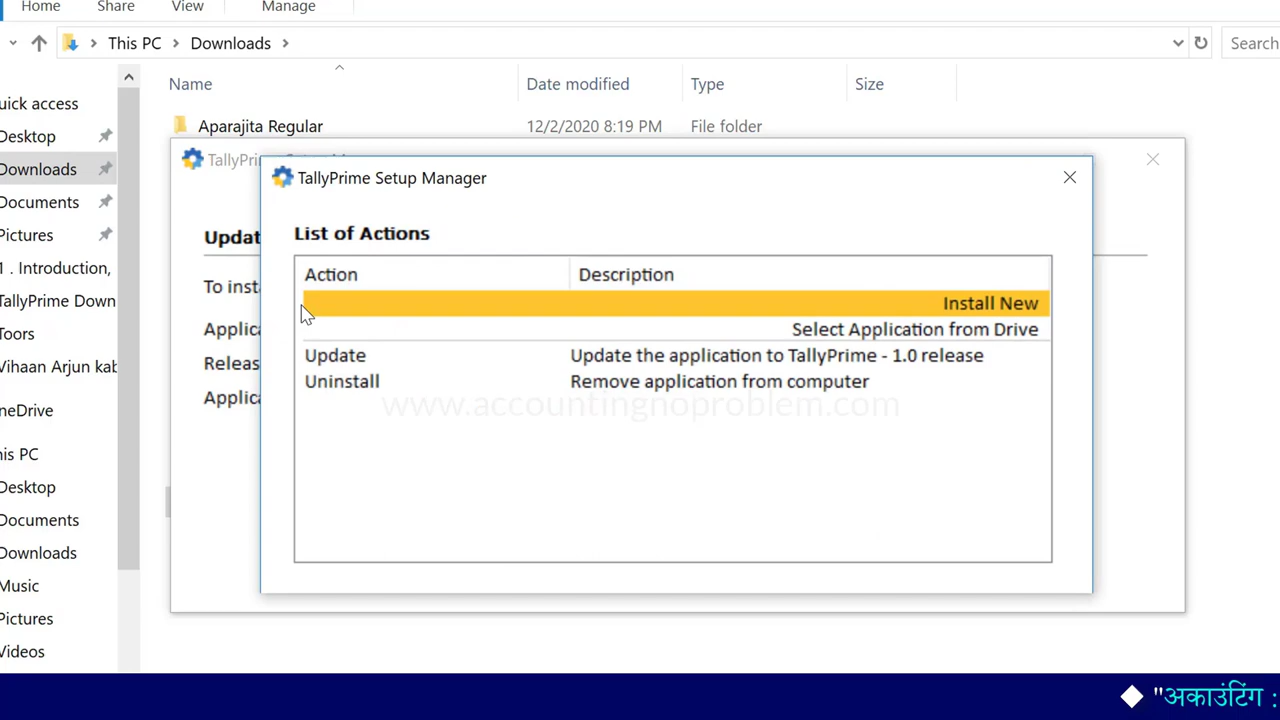 Home Share View Manage
This PC Downloads Search
Name Date modified Type Size
uick access
Aparajita Regular 12/2/2020 8:19 PM File folder
Desktop
Downloads
Documents
Pictures
1 . Introduction,
TallyPrime Down
Toors
Vihaan Arjun kab
neDrive
his PC
Desktop
Documents
Downloads
Music
Pictures
Videos
TallyPri
Updat
To inst
Applica
Releas
Applica
TallyPrime Setup Manager
List of Actions
Action Description
Install New
Select Application from Drive
Update Update the application to TallyPrime - 1.0 release
Uninstall Remove application from computer
www.accountingnoproblem.com
"अकाउंटिंग :